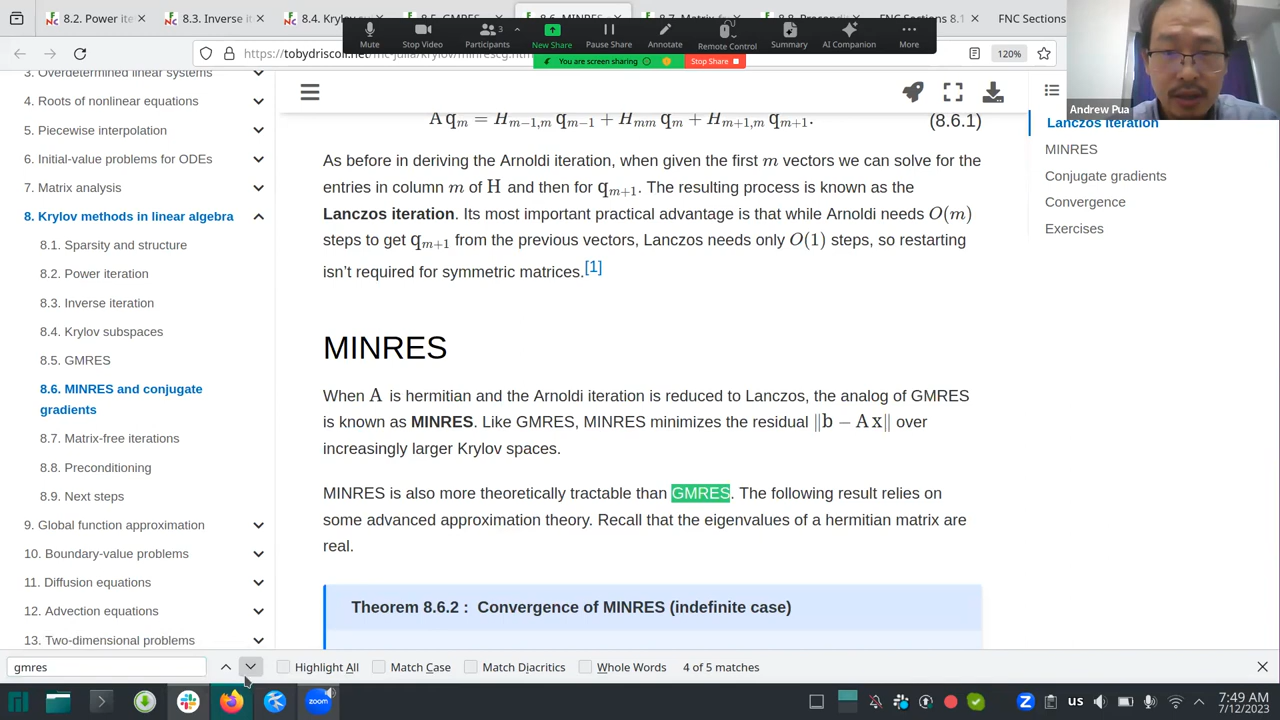 8.2. Power ite
8.3. Inverse i
8.4. Krylov s
8.5. GMRES
8.6. MINRES
FNC Sections 8.1
FNC Sections
Mute
Stop Video
Participants
3
New Share
Pause Share
Annotate
Remote Control
Summary
AI Companion
More
You are screen sharing
Stop Share
https://tobydriscoll.net/fnc-julia/krylov/minrescg.htm
120%
Andrew Pua
3. Overdetermined linear systems
4. Roots of nonlinear equations
5. Piecewise interpolation
6. Initial-value problems for ODEs
7. Matrix analysis
8. Krylov methods in linear algebra
8.1. Sparsity and structure
8.2. Power iteration
8.3. Inverse iteration
8.4. Krylov subspaces
8.5. GMRES
8.6. MINRES and conjugate
gradients
8.7. Matrix-free iterations
8.8. Preconditioning
8.9. Next steps
9. Global function approximation
10. Boundary-value problems
11. Diffusion equations
12. Advection equations
13. Two-dimensional problems
A q_m = H_{m−1,m} q_{m−1} + H_{mm} q_m + H_{m+1,m} q_{m+1}. (8.6.1)
As before in deriving the Arnoldi iteration, when given the first m vectors we can solve for the
entries in column m of H and then for q_{m+1}. The resulting process is known as the
Lanczos iteration. Its most important practical advantage is that while Arnoldi needs O(m)
steps to get q_{m+1} from the previous vectors, Lanczos needs only O(1) steps, so restarting
isn't required for symmetric matrices.[1]
MINRES
When A is hermitian and the Arnoldi iteration is reduced to Lanczos, the analog of GMRES
is known as MINRES. Like GMRES, MINRES minimizes the residual ‖b − A x‖ over
increasingly larger Krylov spaces.
MINRES is also more theoretically tractable than GMRES. The following result relies on
some advanced approximation theory. Recall that the eigenvalues of a hermitian matrix are
real.
Theorem 8.6.2 : Convergence of MINRES (indefinite case)
Lanczos iteration
MINRES
Conjugate gradients
Convergence
Exercises
gmres
Highlight All
Match Case
Match Diacritics
Whole Words
4 of 5 matches
zoom
us
7:49 AM
7/12/2023